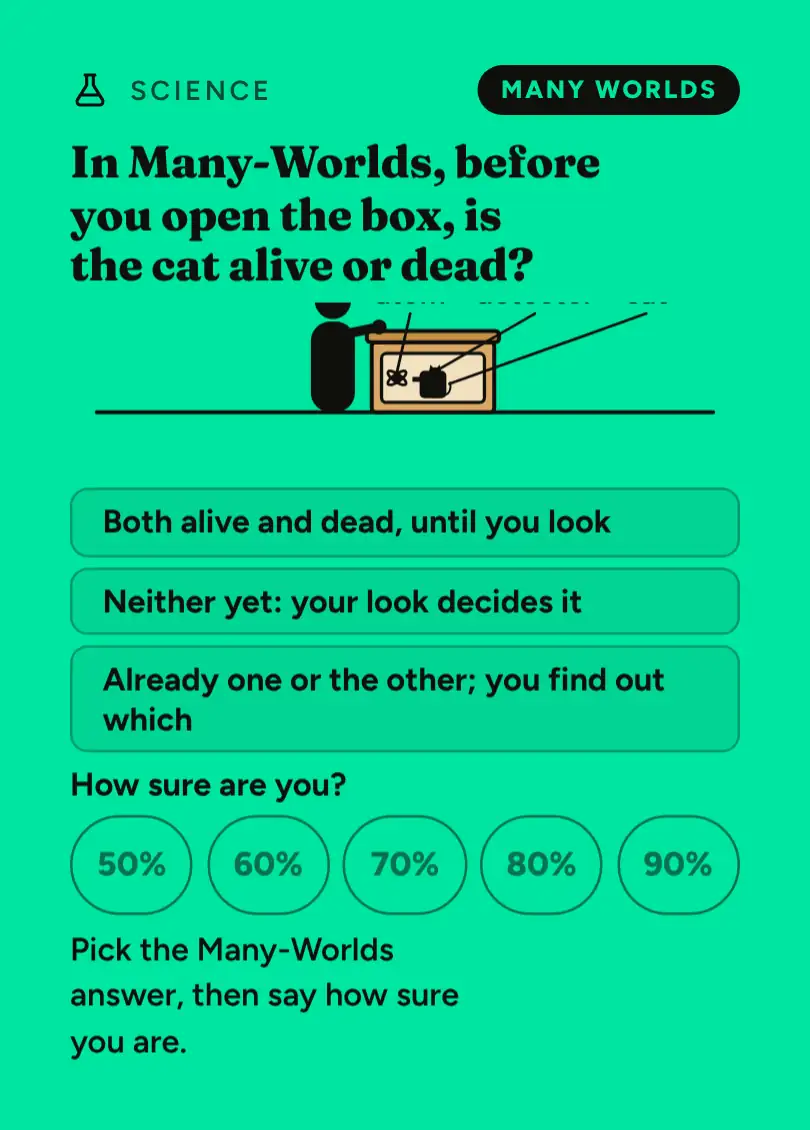 SCIENCE
MANY WORLDS
In Many-Worlds, before
you open the box, is
the cat alive or dead?
Both alive and dead, until you look
Neither yet: your look decides it
Already one or the other; you find out
which
How sure are you?
50% 60% 70% 80% 90%
Pick the Many-Worlds
answer, then say how sure
you are.